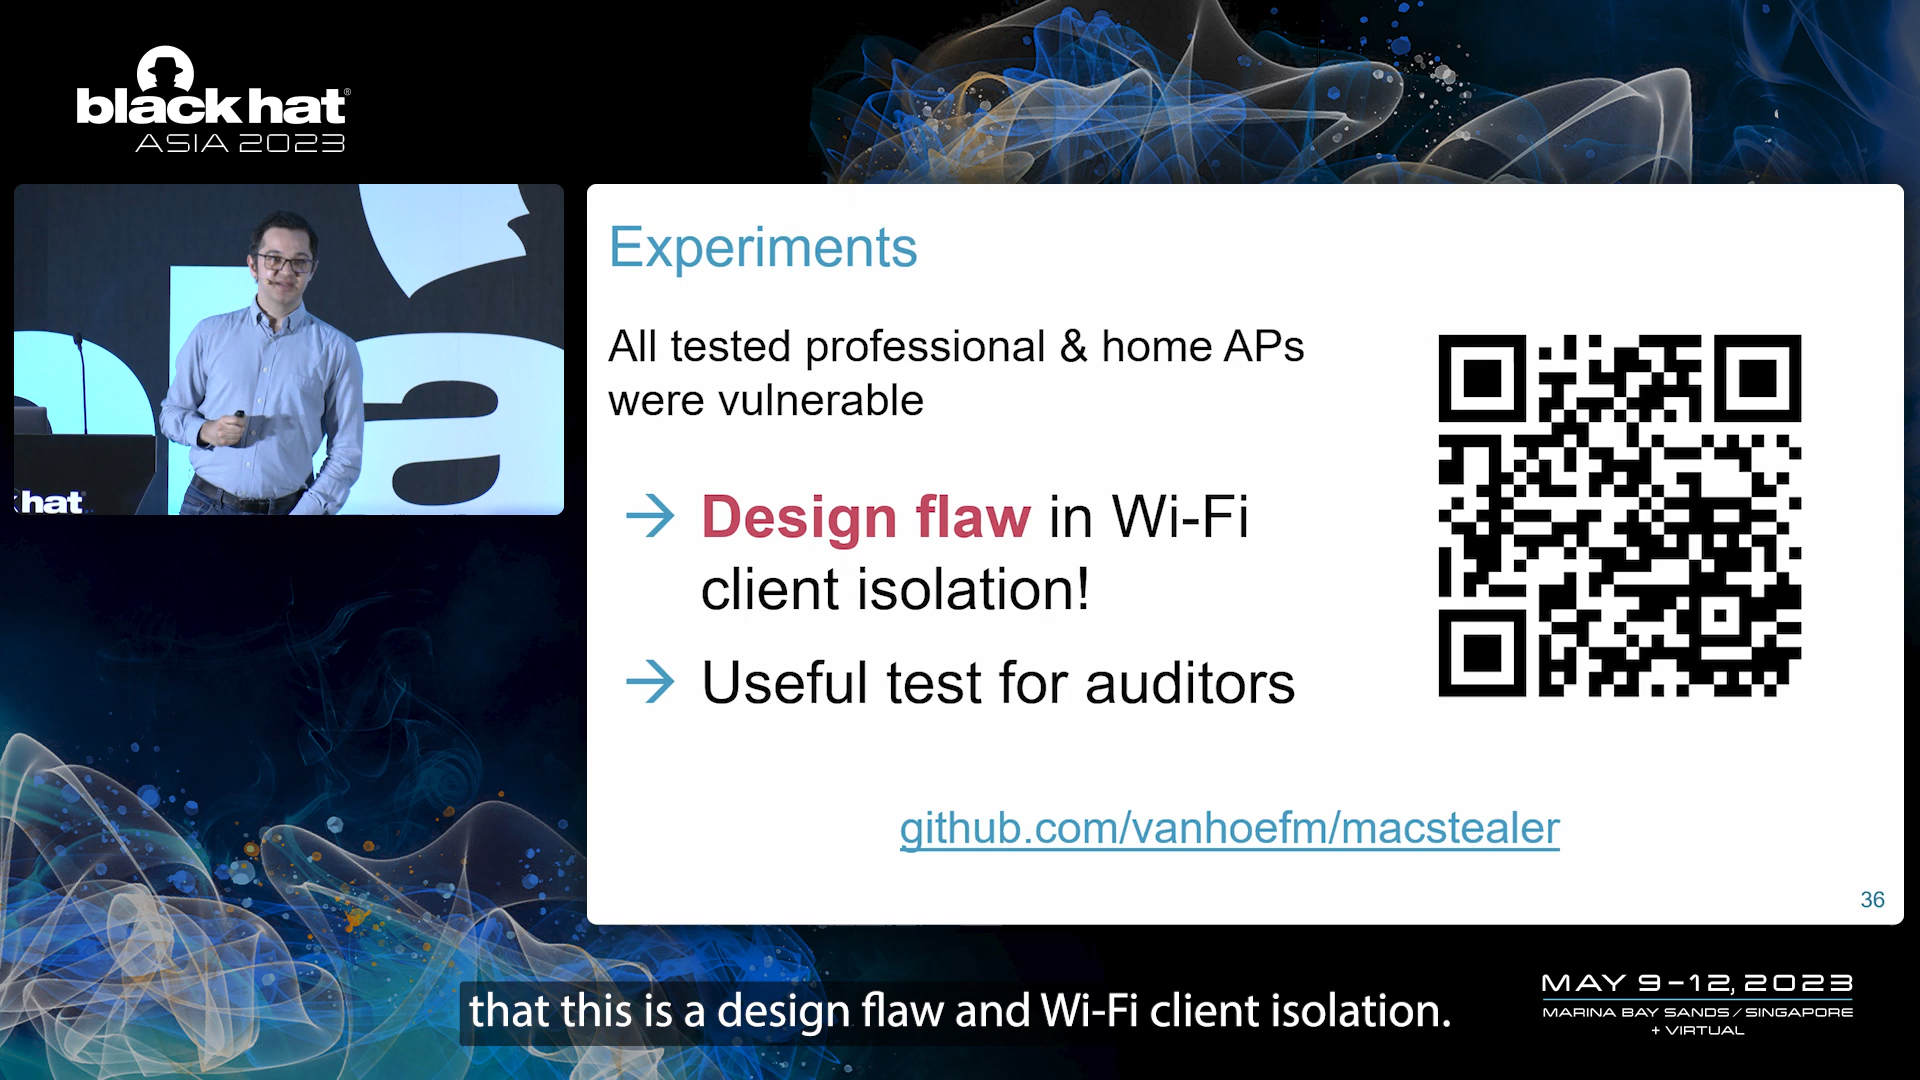 blackhat®
ASIA 2023
hat
Experiments
All tested professional & home APs
were vulnerable
→ Design flaw in Wi-Fi
client isolation!
→ Useful test for auditors
github.com/vanhoefm/macstealer
36
that this is a design flaw and Wi-Fi client isolation.
MAY 9-12, 2023
MARINA BAY SANDS / SINGAPORE
+ VIRTUAL